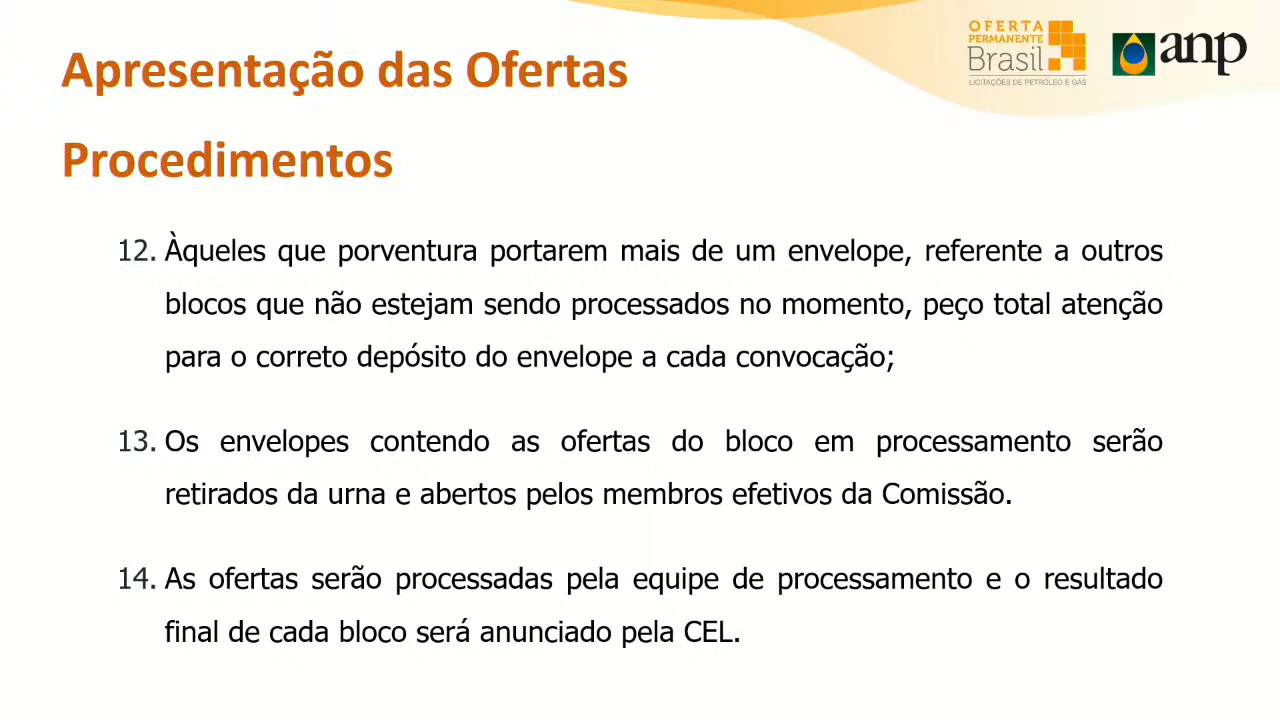 Apresentação das Ofertas
Procedimentos
OFERTA
PERMANENTE
Brasil
LICITAÇÕES DE PETRÓLEO E GÁS
anp
12. Àqueles que porventura portarem mais de um envelope, referente a outros
blocos que não estejam sendo processados no momento, peço total atenção
para o correto depósito do envelope a cada convocação;
13. Os envelopes contendo as ofertas do bloco em processamento serão
retirados da urna e abertos pelos membros efetivos da Comissão.
14. As ofertas serão processadas pela equipe de processamento e o resultado
final de cada bloco será anunciado pela CEL.